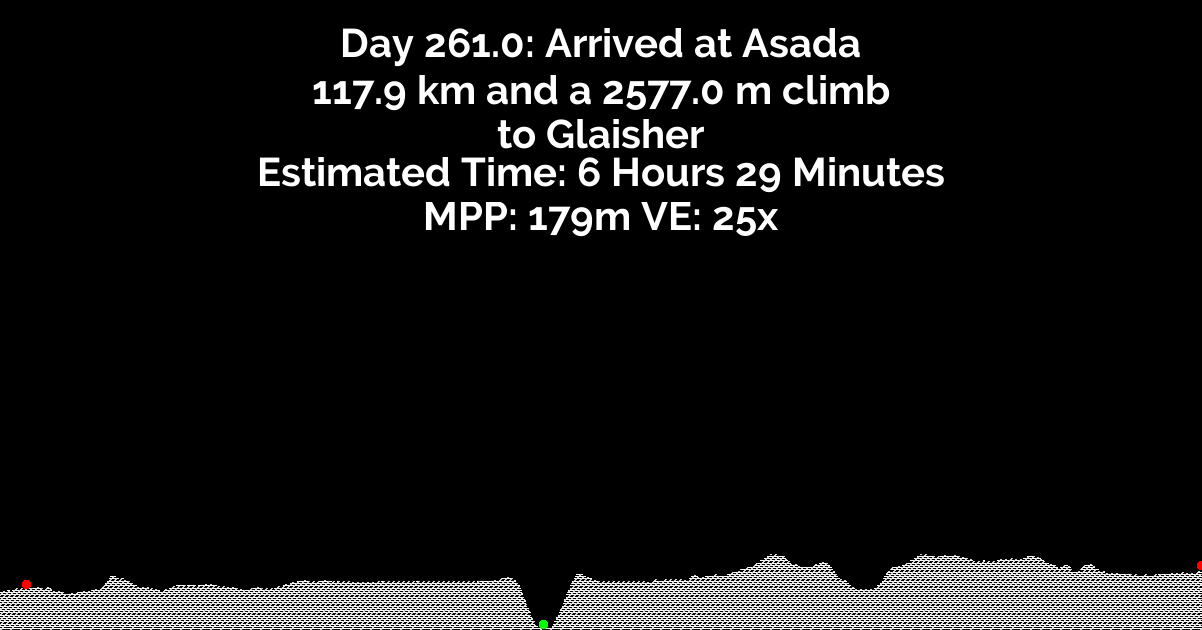 Day 261.0: Arrived at Asada
117.9 km and a 2577.0 m climb
to Glaisher
Estimated Time: 6 Hours 29 Minutes
MPP: 179m VE: 25x